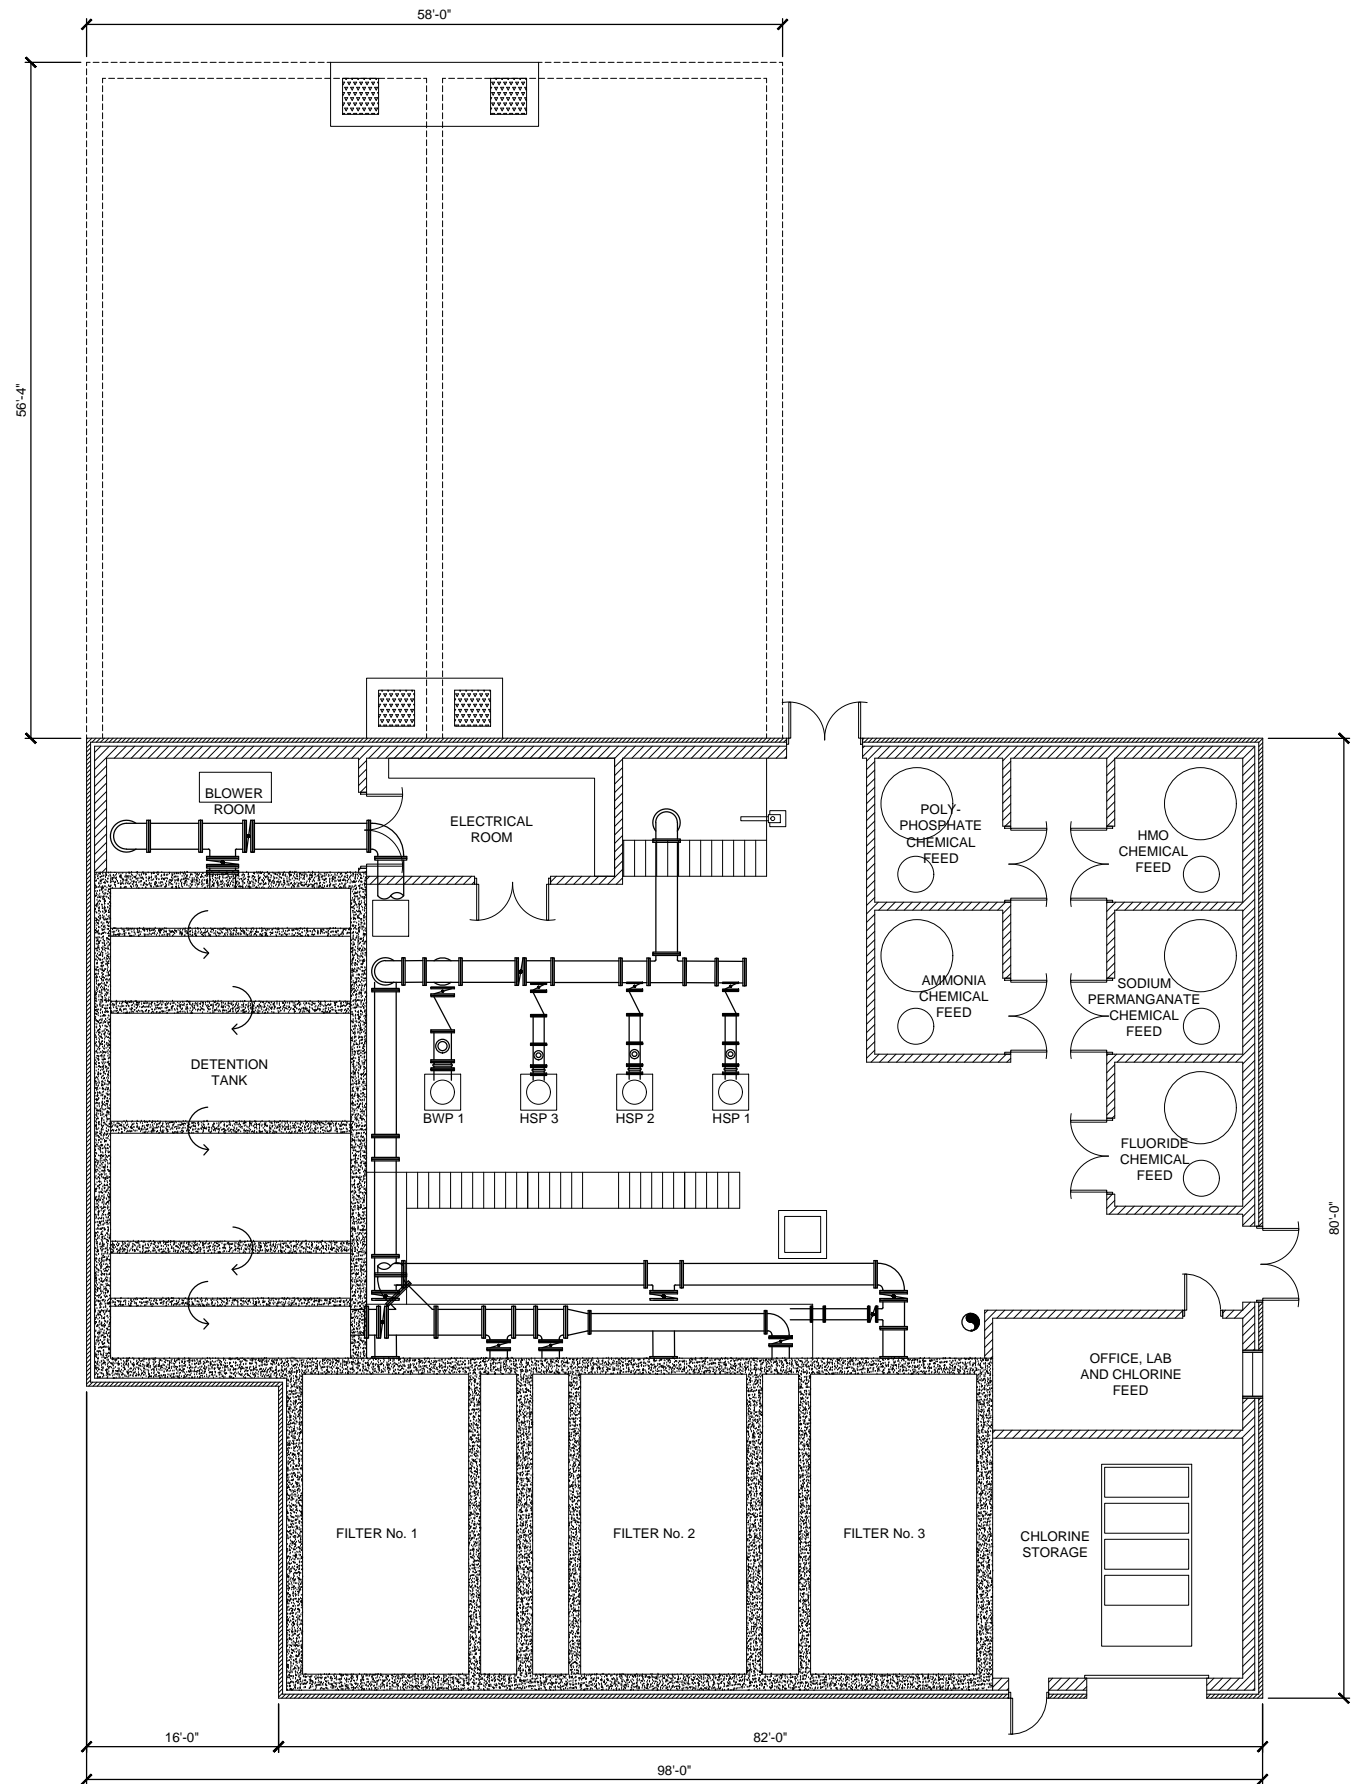 58'-0"
56'-4"
BLOWER
ROOM
ELECTRICAL
ROOM
POLY-
PHOSPHATE
CHEMICAL
FEED
HMO
CHEMICAL
FEED
AMMONIA
CHEMICAL
FEED
SODIUM
PERMANGANATE
CHEMICAL
FEED
DETENTION
TANK
BWP 1
HSP 3
HSP 2
HSP 1
FLUORIDE
CHEMICAL
FEED
80'-0"
OFFICE, LAB
AND CHLORINE
FEED
FILTER No. 1
FILTER No. 2
FILTER No. 3
CHLORINE
STORAGE
16'-0"
82'-0"
98'-0"